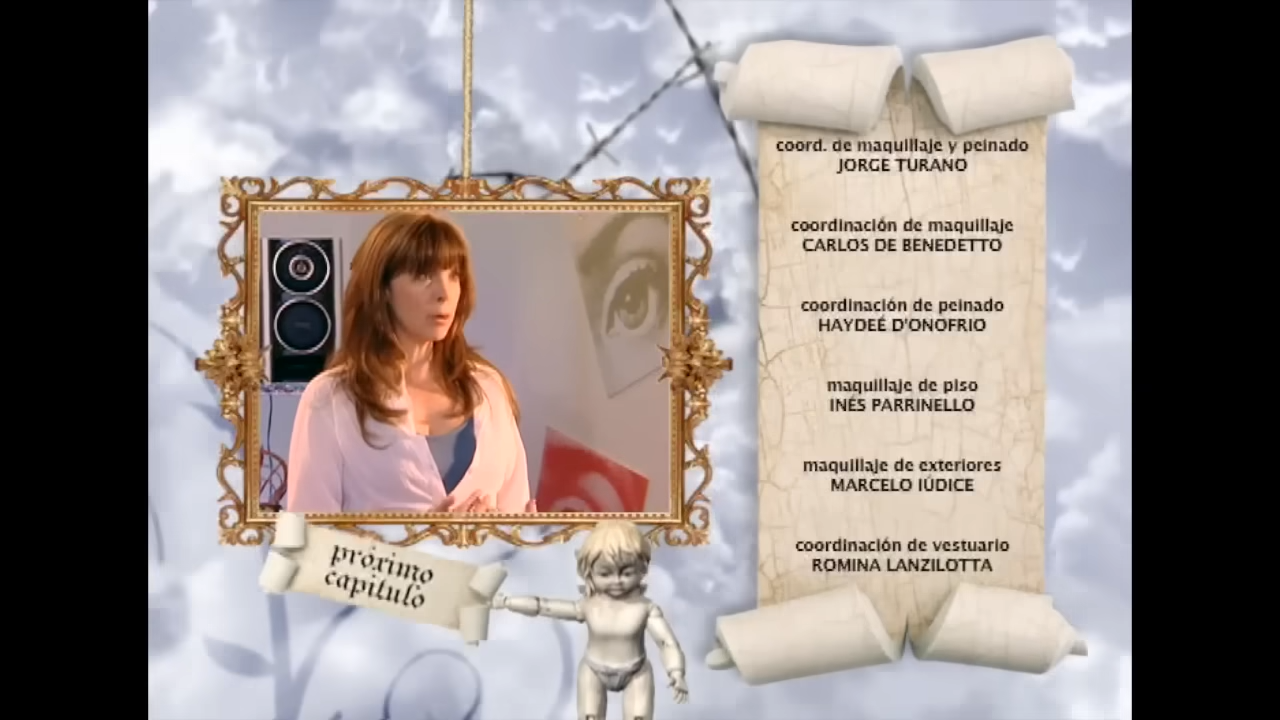 coord. de maquillaje y peinado
JORGE TURANO
coordinación de maquillaje
CARLOS DE BENEDETTO
coordinación de peinado
HAYDEÉ D'ONOFRIO
maquillaje de piso
INÉS PARRINELLO
maquillaje de exteriores
MARCELO IÚDICE
coordinación de vestuario
ROMINA LANZILOTTA
próximo
capítulo